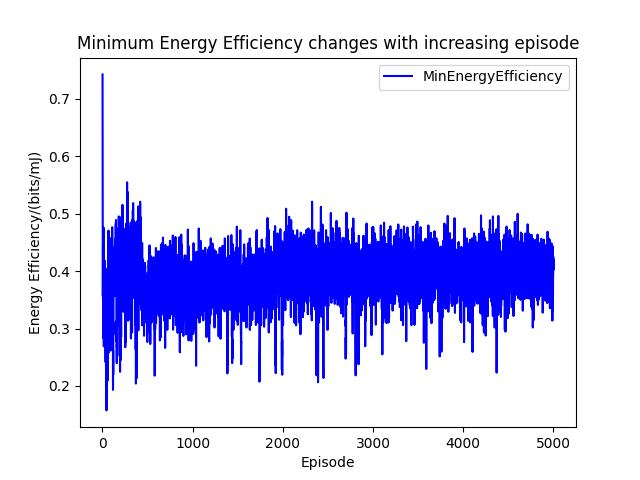 Minimum Energy Efficiency changes with increasing episode
MinEnergyEfficiency
0.7
0.6
0.5
0.4
0.3
0.2
Energy Efficiency/(bits/mJ)
0 1000 2000 3000 4000 5000
Episode